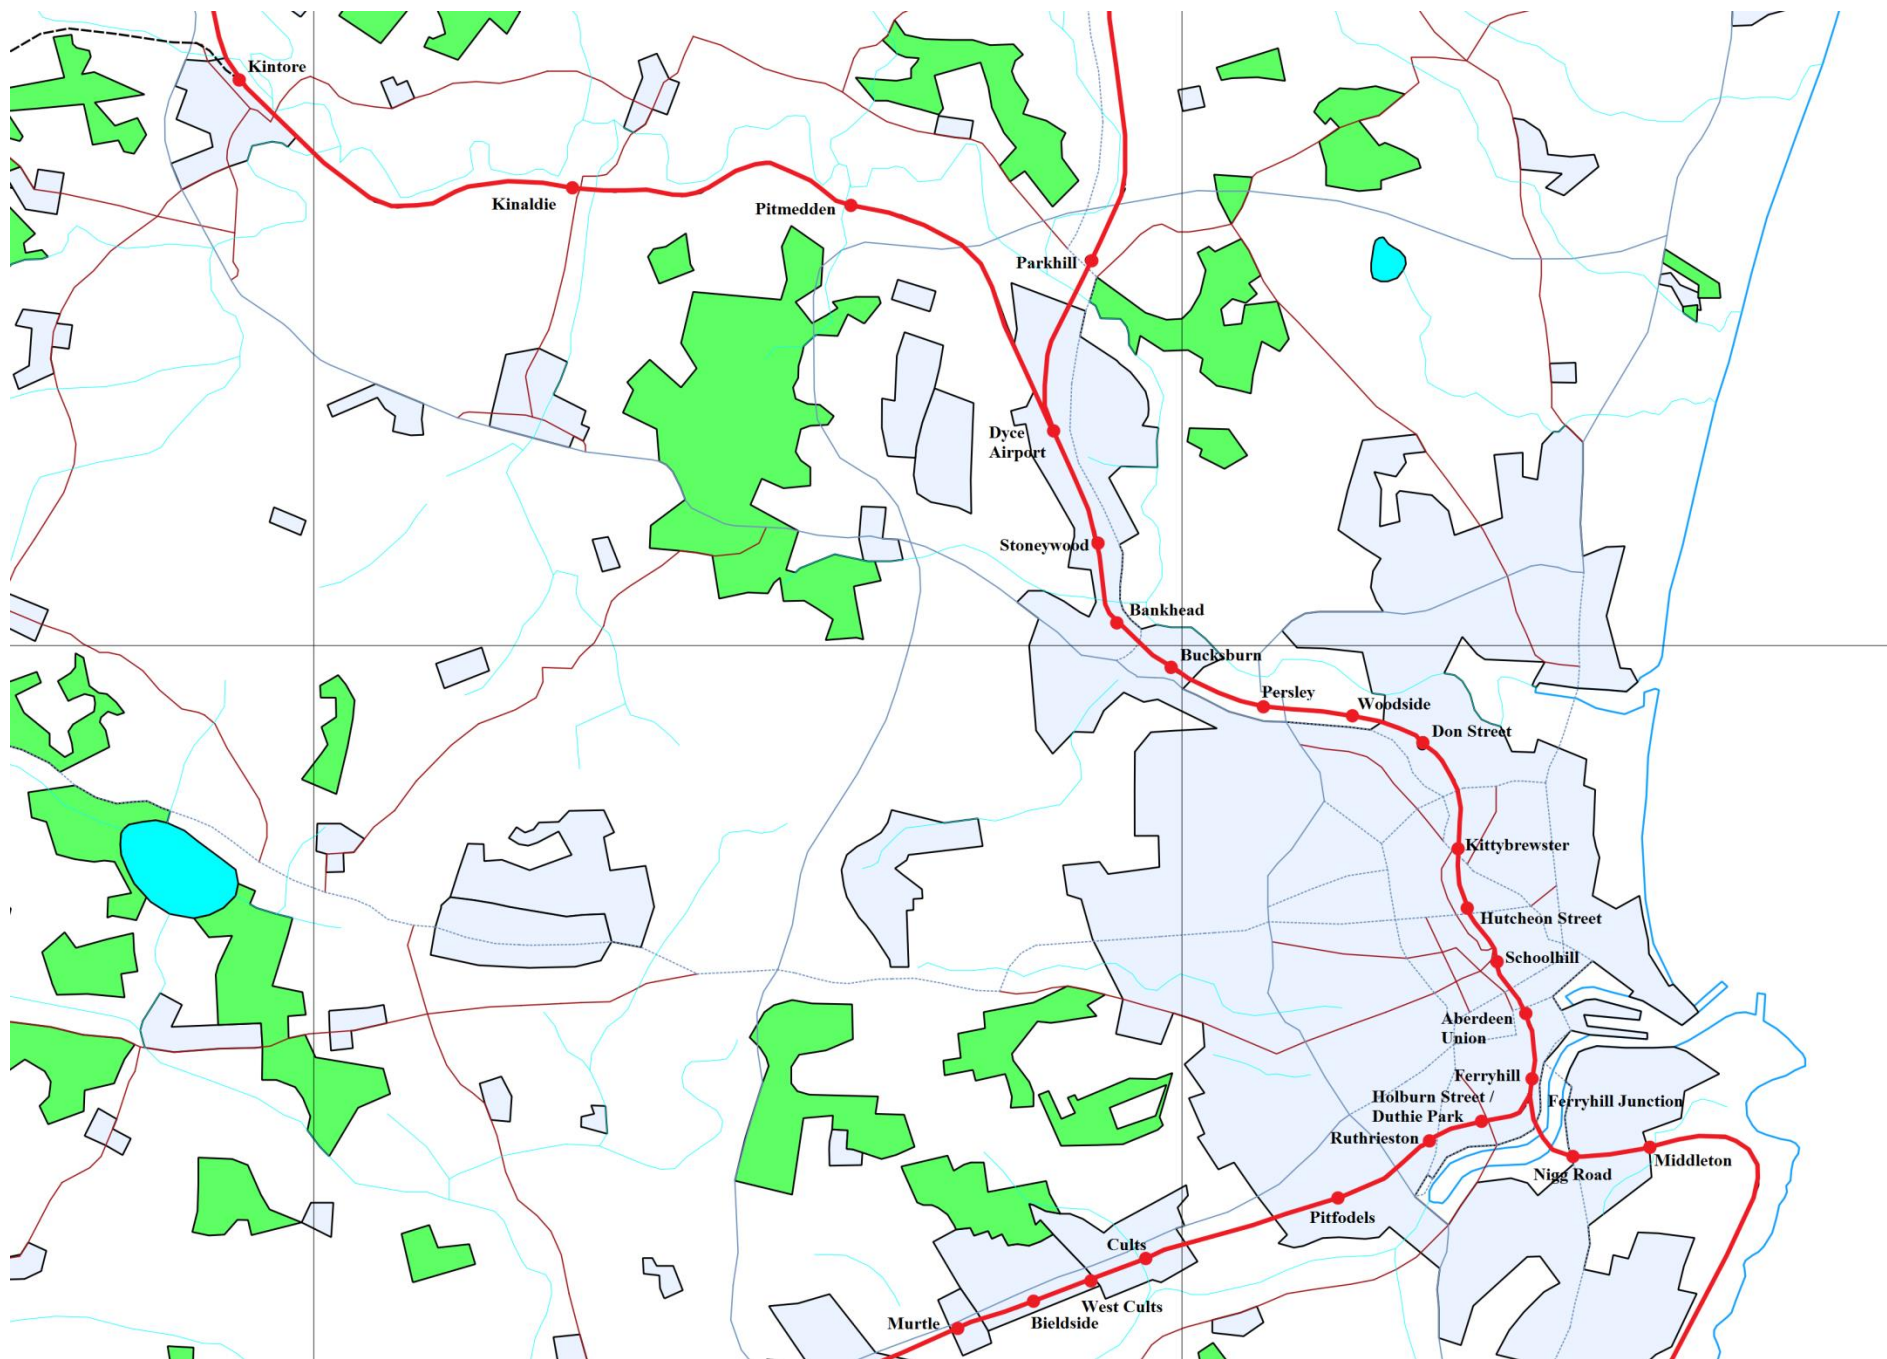 Kintore
Kinaldie
Pitmedden
Parkhill
Dyce
Airport
Stoneywood
Bankhead
Bucksburn
Persley
Woodside
Don Street
Kittybrewster
Hutcheon Street
Schoolhill
Aberdeen
Union
Ferryhill
Holburn Street /
Duthie Park
Ferryhill Junction
Ruthrieston
Middleton
Nigg Road
Pitfodels
Cults
West Cults
Bieldside
Murtle